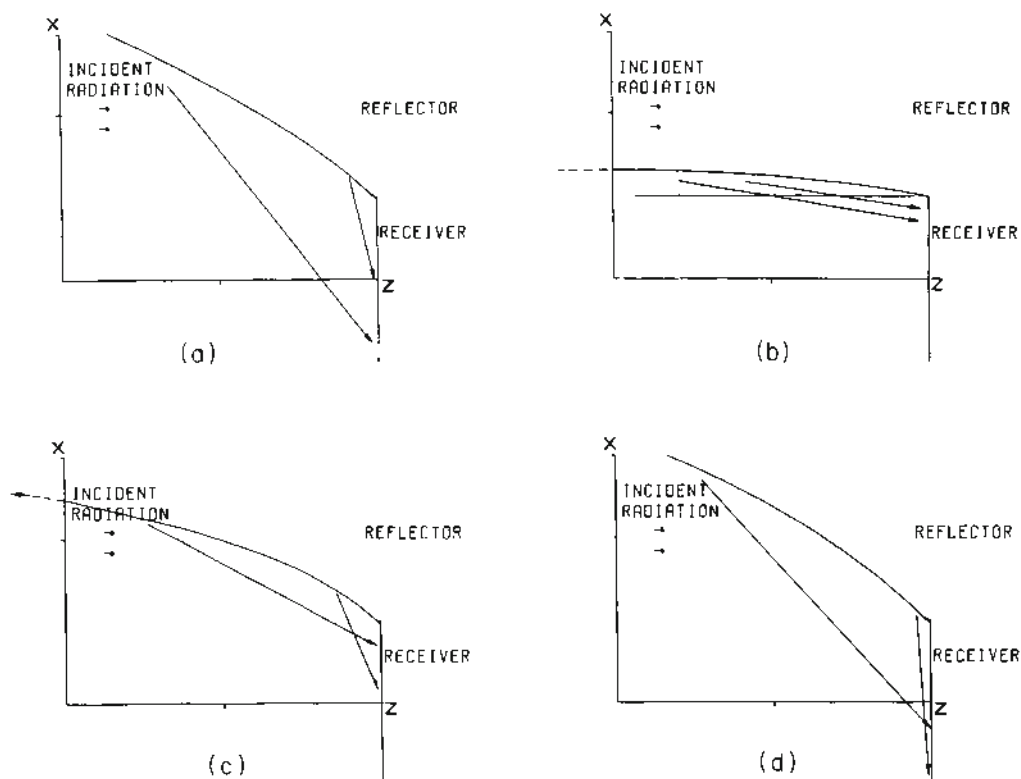 X
INCIDENT
RADIATION
→
→
REFLECTOR
RECEIVER
Z
(a)
X
INCIDENT
RADIATION
→
→
REFLECTOR
RECEIVER
Z
(b)
X
INCIDENT
RADIATION
→
→
REFLECTOR
RECEIVER
Z
(c)
X
INCIDENT
RADIATION
→
→
REFLECTOR
RECEIVER
Z
(d)